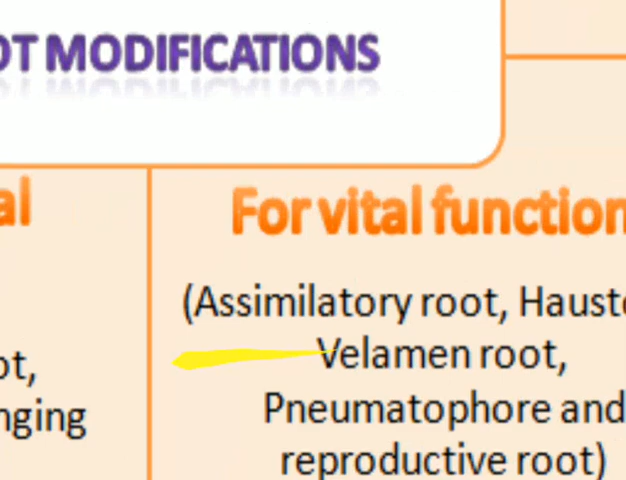 OT MODIFICATIONS
al
For vital function
(Assimilatory root, Hausto
Velamen root,
ot,
Pneumatophore and
nging
reproductive root)